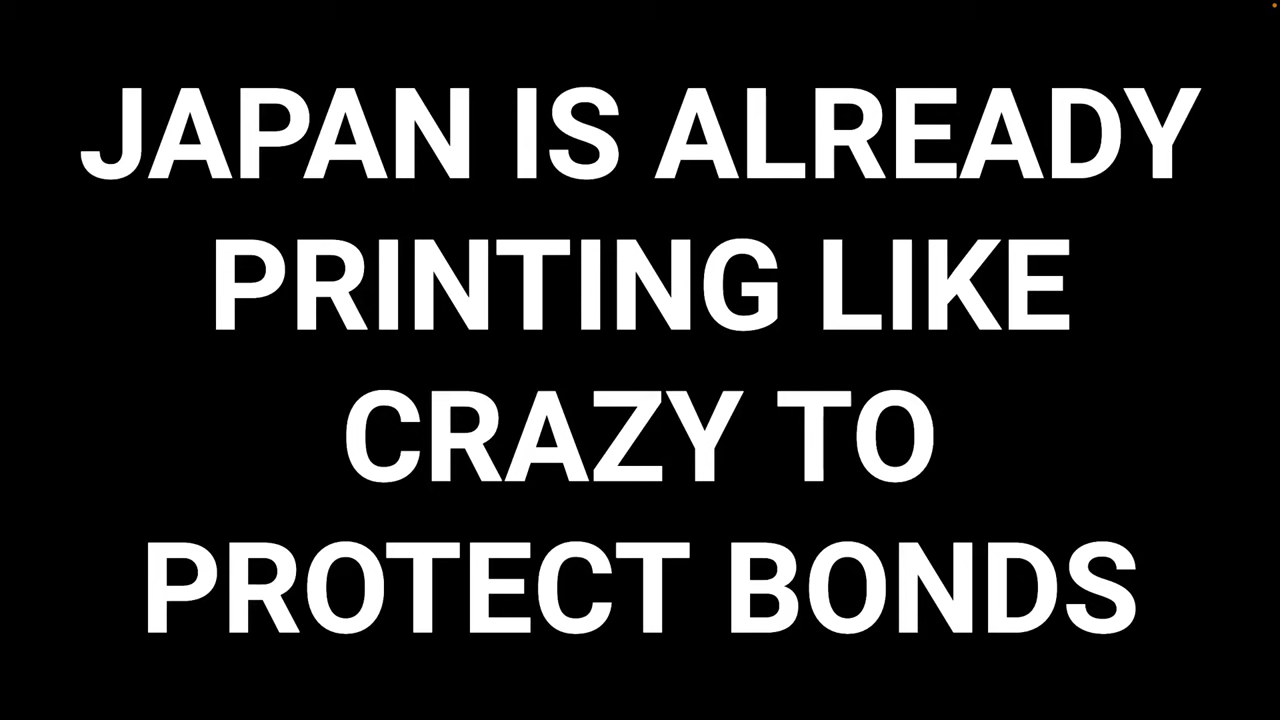 JAPAN IS ALREADY
PRINTING LIKE
CRAZY TO
PROTECT BONDS